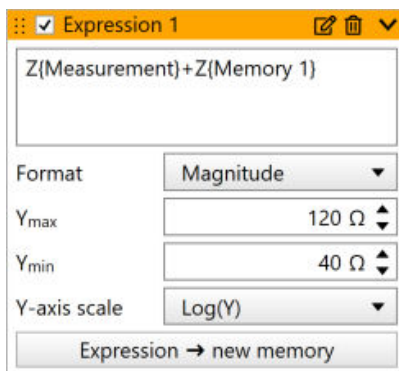 Expression 1
Z{Measurement}+Z{Memory 1}
Format Magnitude
Ymax 120 Ω
Ymin 40 Ω
Y-axis scale Log(Y)
Expression → new memory